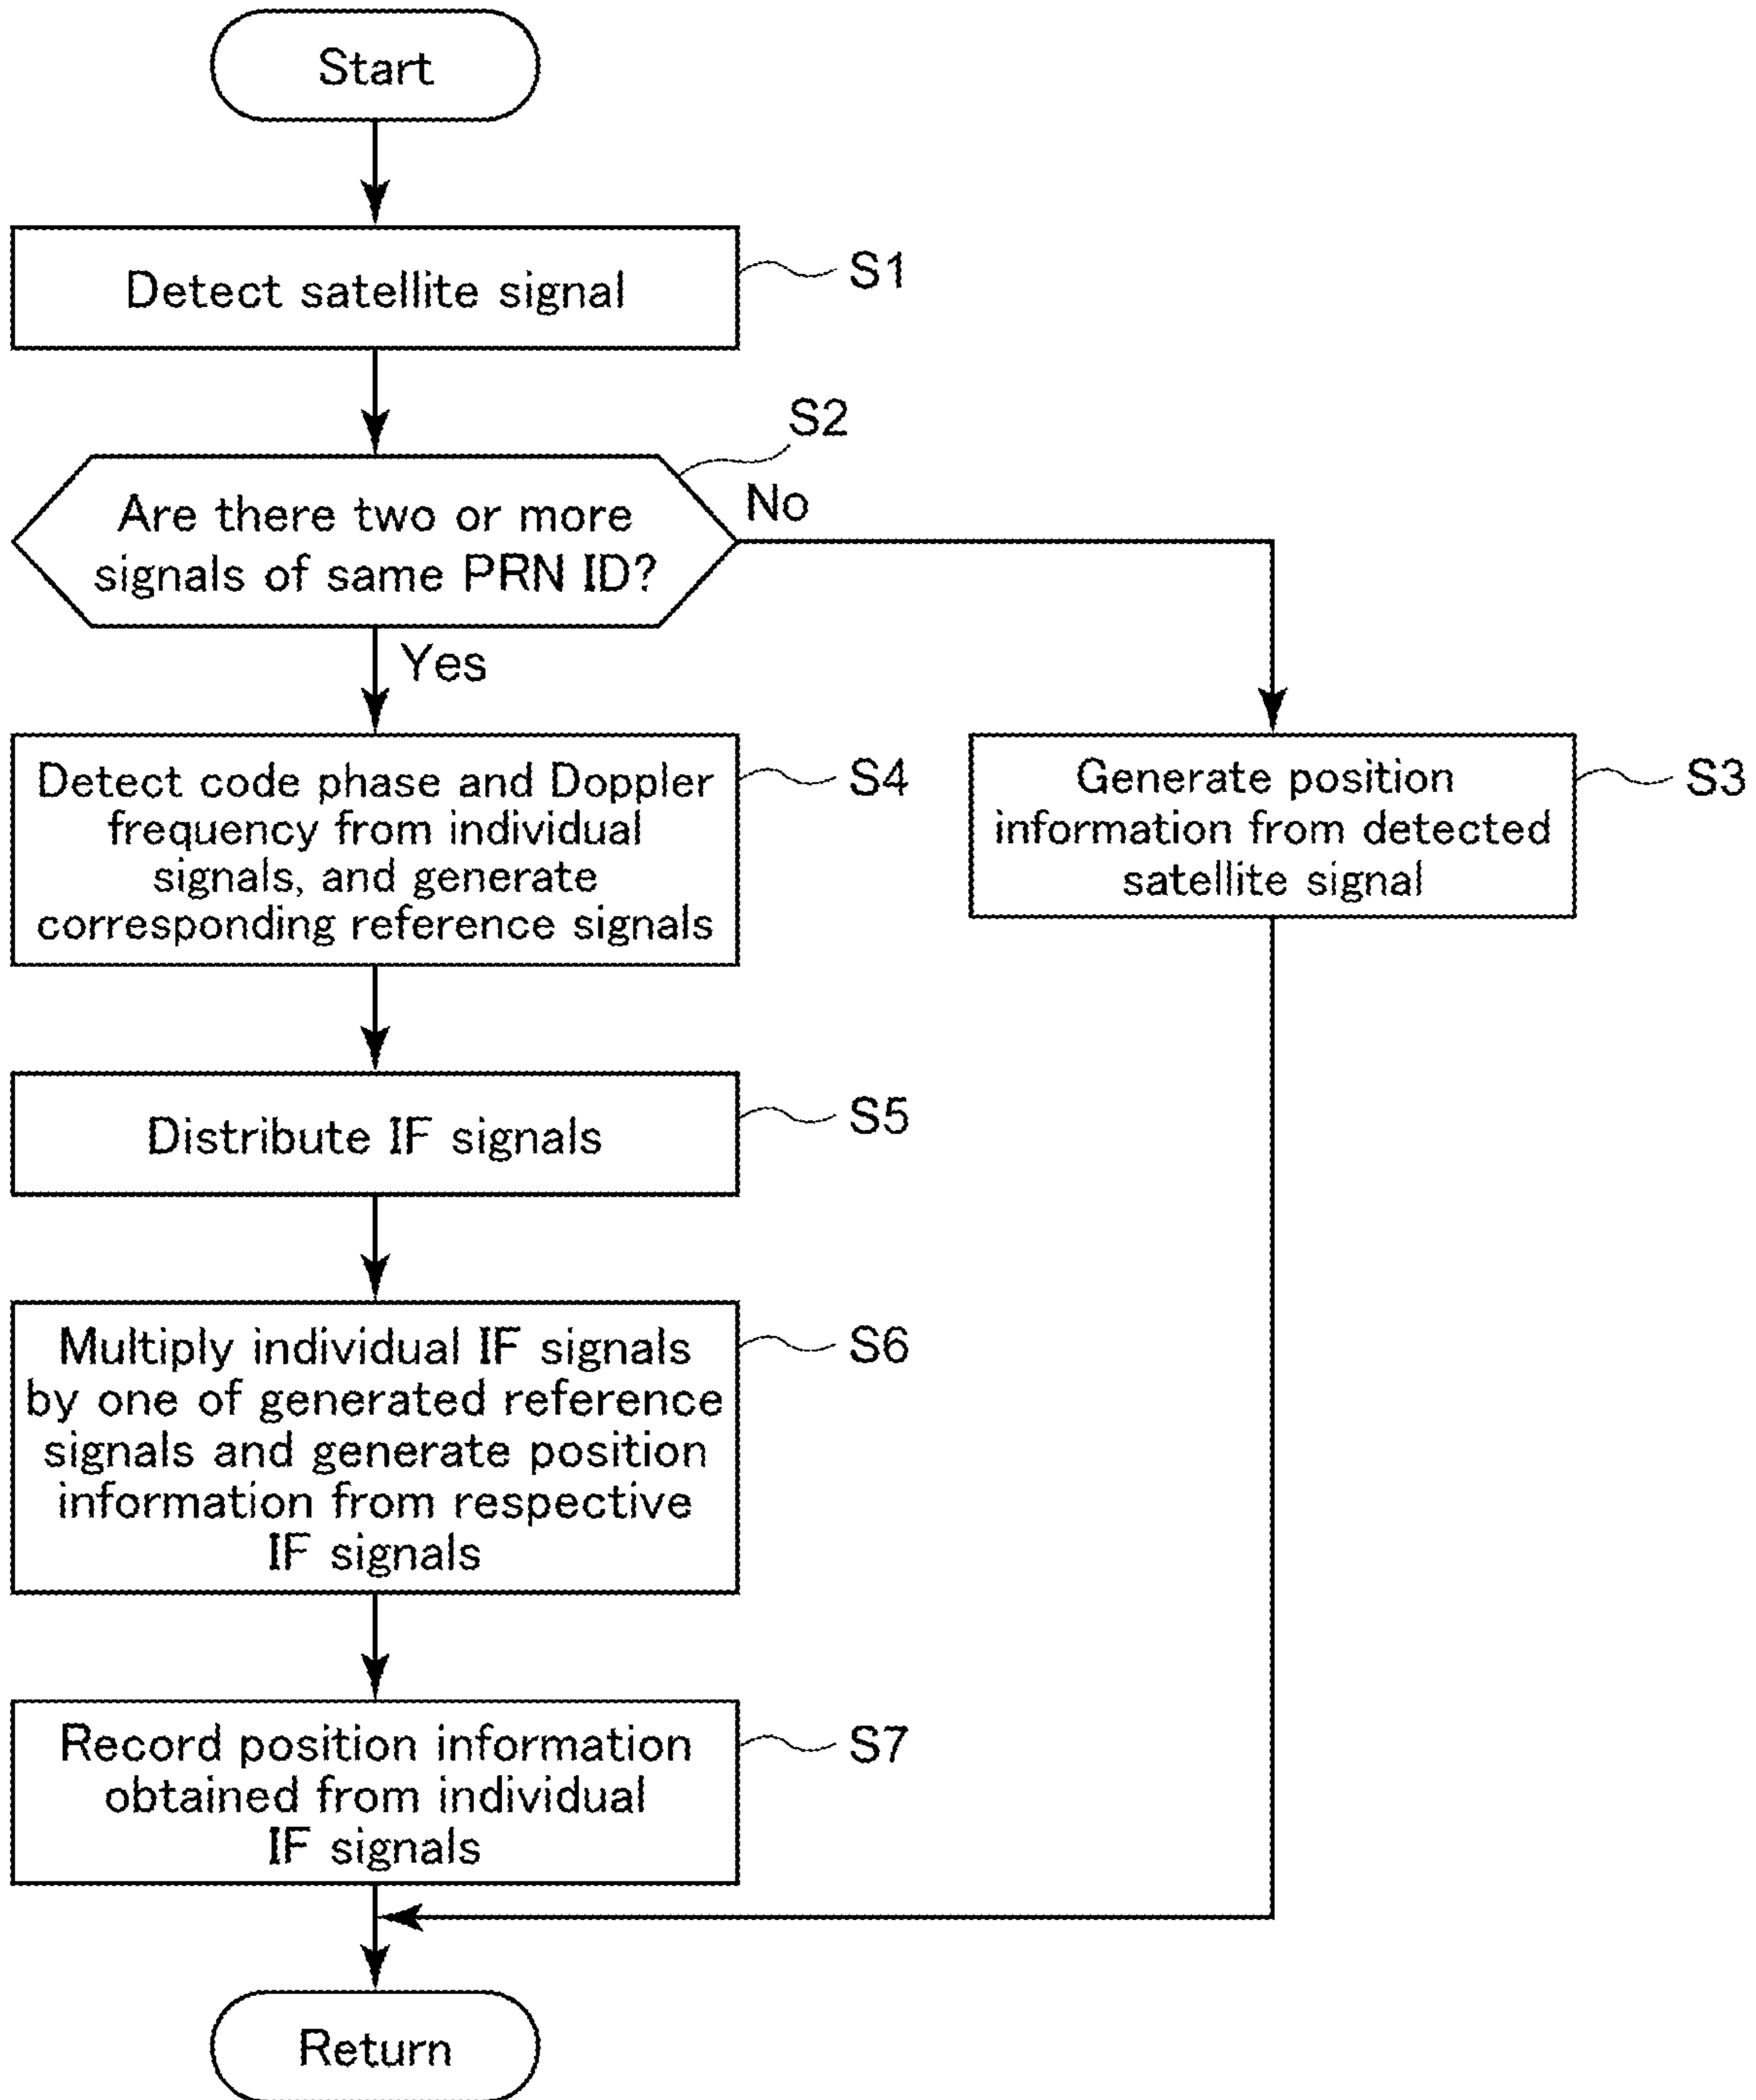 Start
Detect satellite signal
S1
S2
Are there two or more
signals of same PRN ID?
No
Yes
Detect code phase and Doppler
frequency from individual
signals, and generate
corresponding reference signals
S4
Generate position
information from detected
satellite signal
S3
Distribute IF signals
S5
Multiply individual IF signals
by one of generated reference
signals and generate position
information from respective
IF signals
S6
Record position information
obtained from individual
IF signals
S7
Return